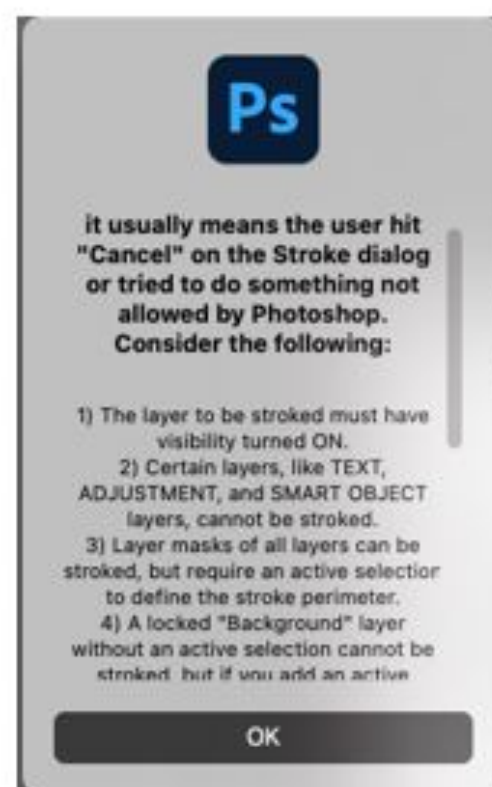 Ps
it usually means the user hit
"Cancel" on the Stroke dialog
or tried to do something not
allowed by Photoshop.
Consider the following:
1) The layer to be stroked must have
visibility turned ON.
2) Certain layers, like TEXT,
ADJUSTMENT, and SMART OBJECT
layers, cannot be stroked.
3) Layer masks of all layers can be
stroked, but require an active selection
to define the stroke perimeter.
4) A locked "Background" layer
without an active selection cannot be
stroked, but if you add an active
OK